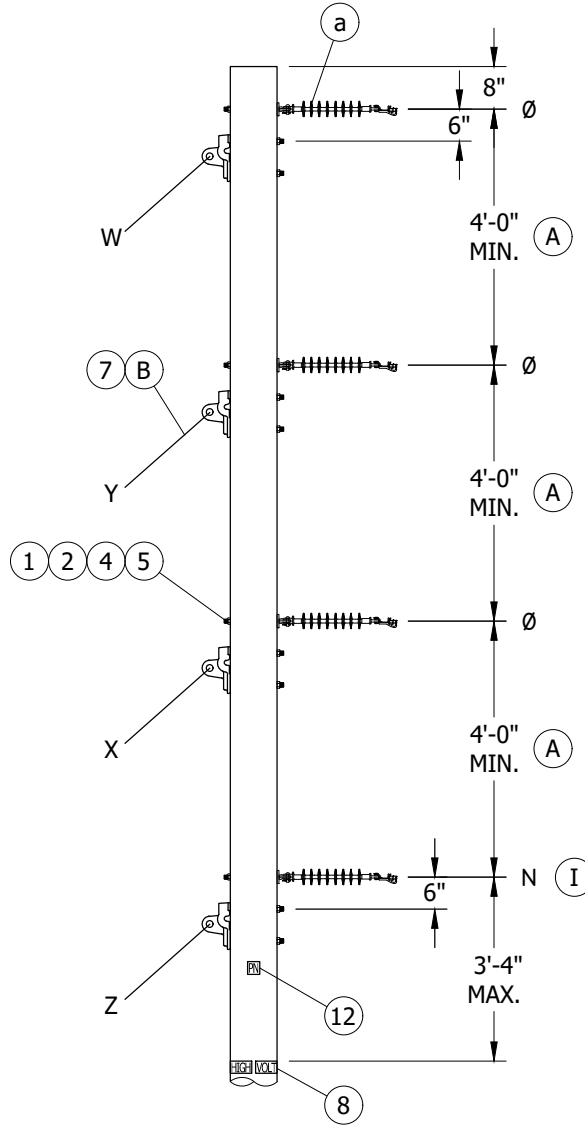 a
8"
Ø
6"
W
4'-0"
MIN.
A
7 B
Ø
Y
4'-0"
MIN.
A
1 2 4 5
Ø
X
4'-0"
MIN.
A
N I
6"
Z
PN
3'-4"
MAX.
12
HIGH VOLT
8